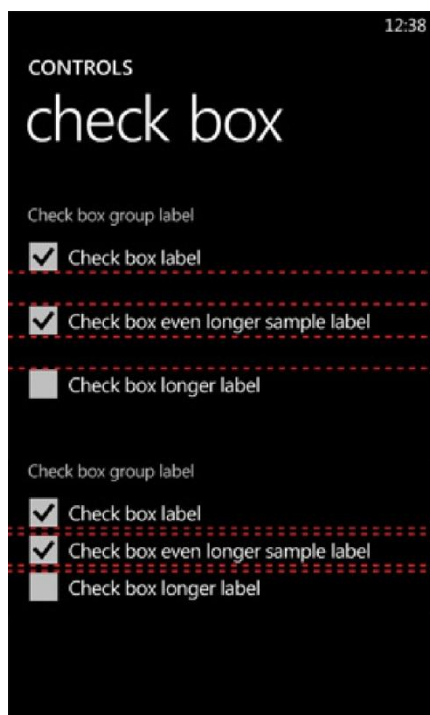 12:38
CONTROLS
check box
Check box group label
Check box label
Check box even longer sample label
Check box longer label
Check box group label
Check box label
Check box even longer sample label
Check box longer label